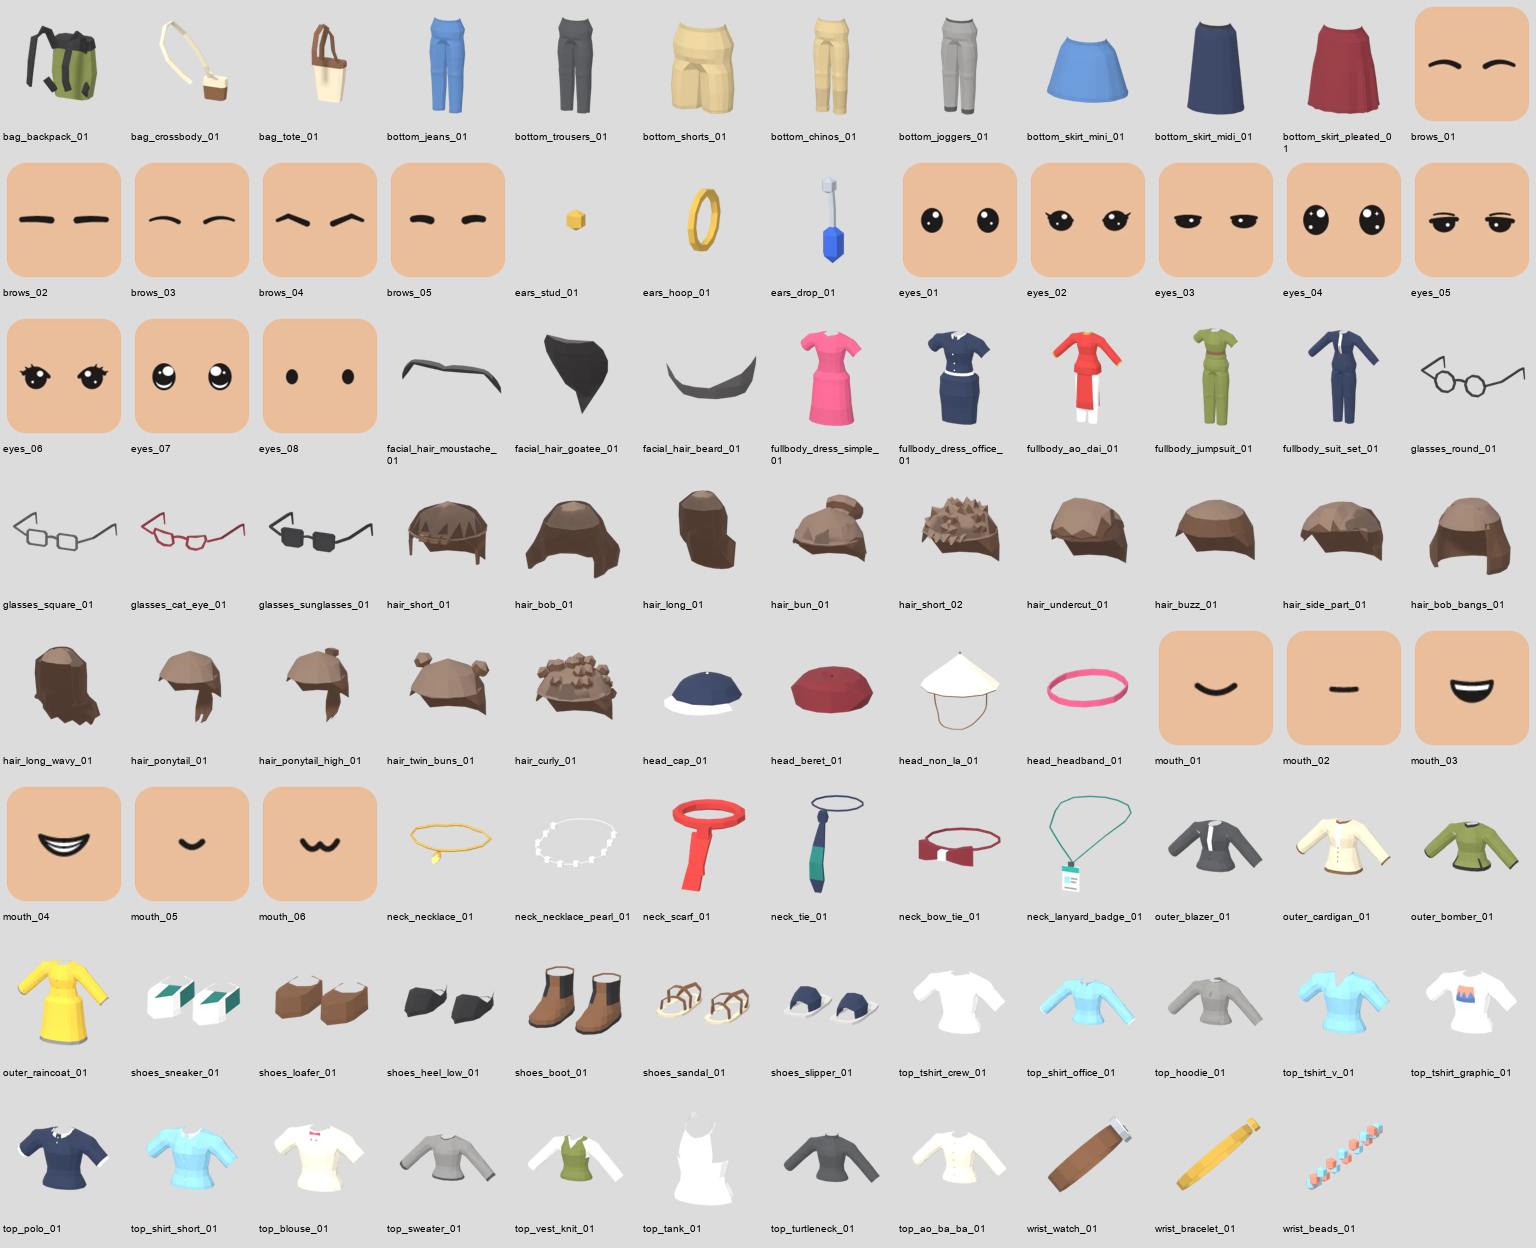 bag_backpack_01
bag_crossbody_01
bag_tote_01
bottom_jeans_01
bottom_trousers_01
bottom_shorts_01
bottom_chinos_01
bottom_joggers_01
bottom_skirt_mini_01
bottom_skirt_midi_01
bottom_skirt_pleated_0
1
brows_01
brows_02
brows_03
brows_04
brows_05
ears_stud_01
ears_hoop_01
ears_drop_01
eyes_01
eyes_02
eyes_03
eyes_04
eyes_05
eyes_06
eyes_07
eyes_08
facial_hair_moustache_
01
facial_hair_goatee_01
facial_hair_beard_01
fullbody_dress_simple_
01
fullbody_dress_office_
01
fullbody_ao_dai_01
fullbody_jumpsuit_01
fullbody_suit_set_01
glasses_round_01
glasses_square_01
glasses_cat_eye_01
glasses_sunglasses_01
hair_short_01
hair_bob_01
hair_long_01
hair_bun_01
hair_short_02
hair_undercut_01
hair_buzz_01
hair_side_part_01
hair_bob_bangs_01
hair_long_wavy_01
hair_ponytail_01
hair_ponytail_high_01
hair_twin_buns_01
hair_curly_01
head_cap_01
head_beret_01
head_non_la_01
head_headband_01
mouth_01
mouth_02
mouth_03
mouth_04
mouth_05
mouth_06
neck_necklace_01
neck_necklace_pearl_01
neck_scarf_01
neck_tie_01
neck_bow_tie_01
neck_lanyard_badge_01
outer_blazer_01
outer_cardigan_01
outer_bomber_01
outer_raincoat_01
shoes_sneaker_01
shoes_loafer_01
shoes_heel_low_01
shoes_boot_01
shoes_sandal_01
shoes_slipper_01
top_tshirt_crew_01
top_shirt_office_01
top_hoodie_01
top_tshirt_v_01
top_tshirt_graphic_01
top_polo_01
top_shirt_short_01
top_blouse_01
top_sweater_01
top_vest_knit_01
top_tank_01
top_turtleneck_01
top_ao_ba_ba_01
wrist_watch_01
wrist_bracelet_01
wrist_beads_01